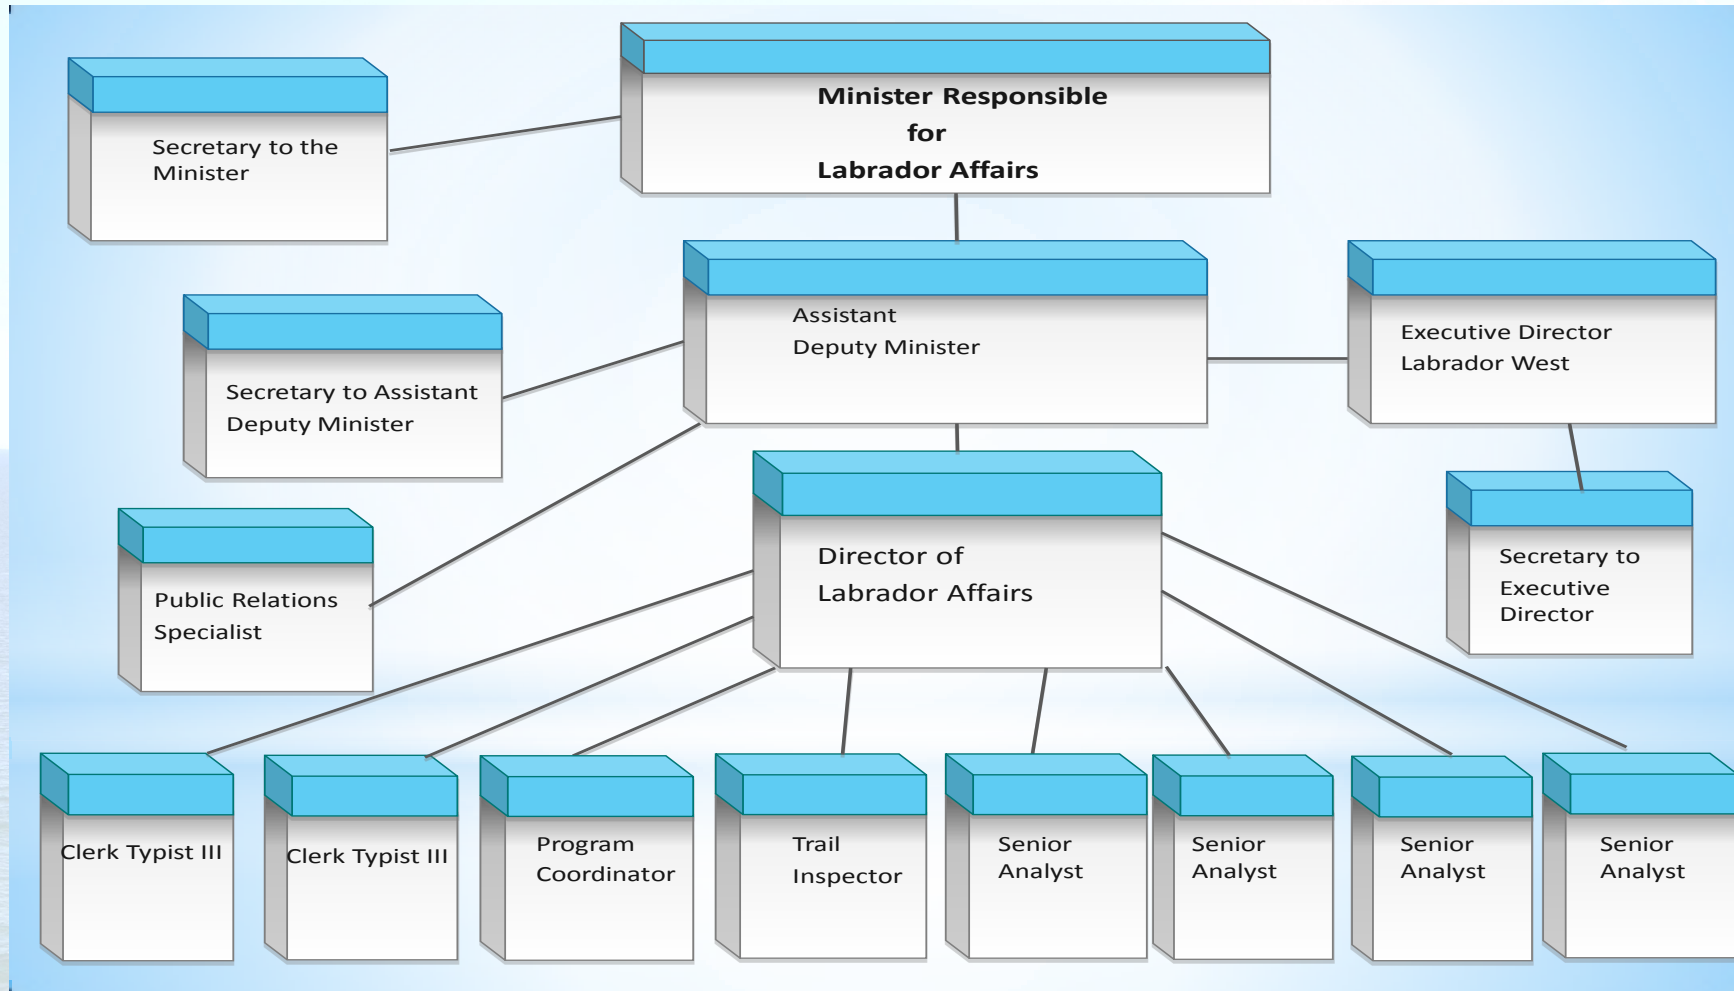 Minister Responsible
for
Labrador Affairs
Secretary to the
Minister
Assistant
Deputy Minister
Executive Director
Labrador West
Secretary to Assistant
Deputy Minister
Director of
Labrador Affairs
Secretary to
Executive
Director
Public Relations
Specialist
Clerk Typist III
Clerk Typist III
Program
Coordinator
Trail
Inspector
Senior
Analyst
Senior
Analyst
Senior
Analyst
Senior
Analyst